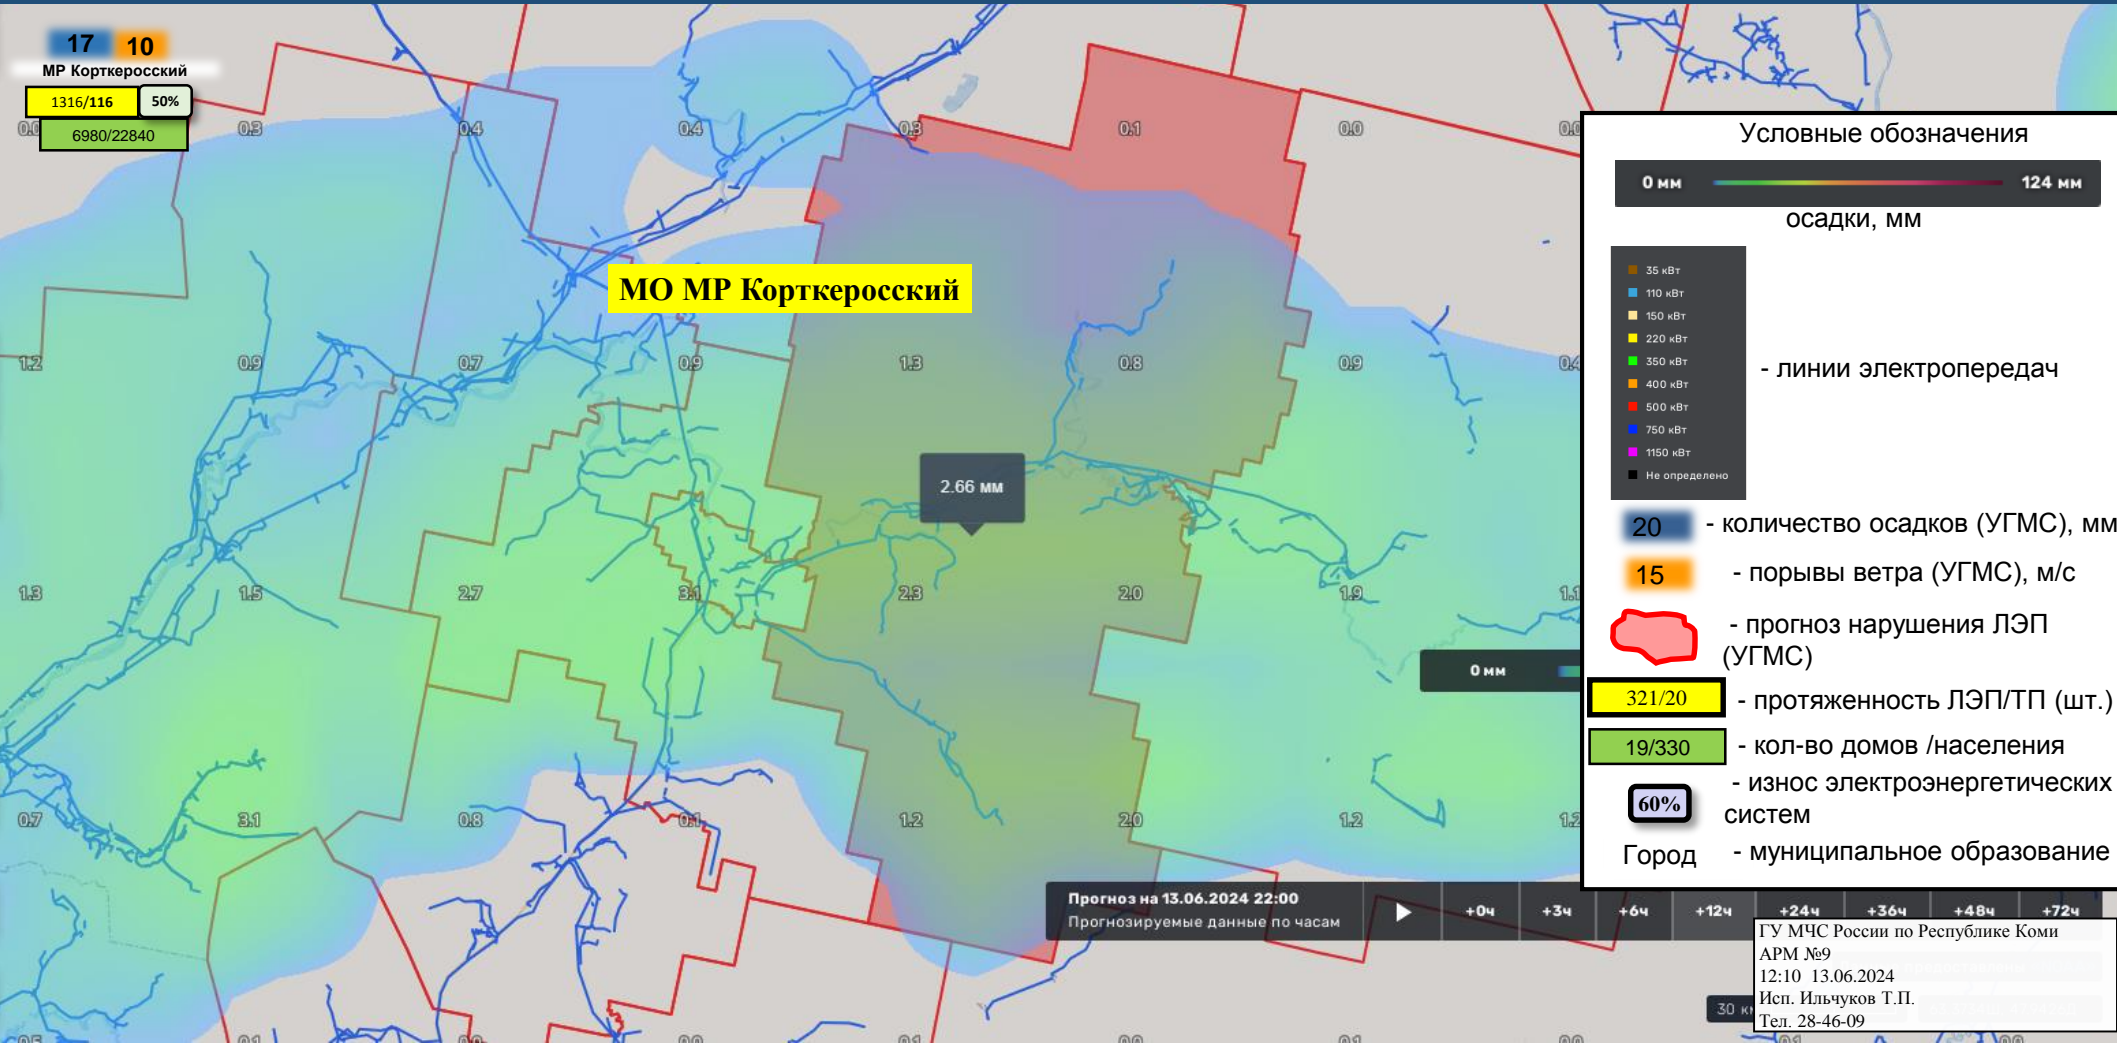 17 10
МР Корткеросский
1316/116 50%
6980/22840
0.3 0.4 0.4 0.3 0.1 0.0
МО МР Корткеросский
1.2 0.9 0.7 0.9 1.3 0.8 0.9 0.4
2.66 мм
1.3 1.5 2.7 3.1 2.3 2.0 1.9 1.1
0 мм
0.7 3.1 0.8 0.1 1.2 2.0 1.2 1.2
Прогноз на 13.06.2024 22:00
Прогнозируемые данные по часам
+0ч +3ч +6ч +12ч +24ч +36ч +48ч +72ч
Условные обозначения
0 мм 124 мм
осадки, мм
35 кВт
110 кВт
150 кВт
220 кВт
350 кВт
400 кВт
500 кВт
750 кВт
1150 кВт
Не определено
- линии электропередач
20 - количество осадков (УГМС), мм
15 - порывы ветра (УГМС), м/с
- прогноз нарушения ЛЭП
(УГМС)
321/20 - протяженность ЛЭП/ТП (шт.)
19/330 - кол-во домов /населения
60% - износ электроэнергетических
систем
Город - муниципальное образование
ГУ МЧС России по Республике Коми
АРМ №9
12:10 13.06.2024
Исп. Ильчуков Т.П.
Тел. 28-46-09
30